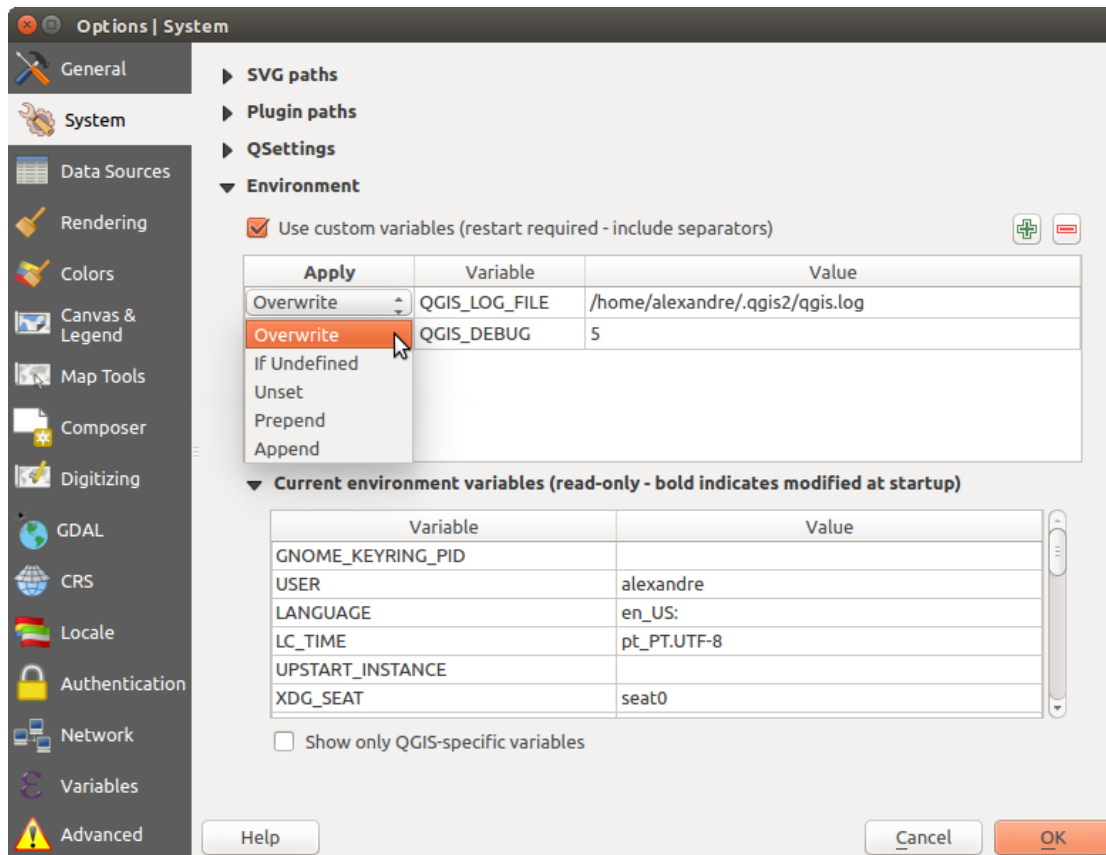 Options | System
General
System
Data Sources
Rendering
Colors
Canvas &
Legend
Map Tools
Composer
Digitizing
GDAL
CRS
Locale
Authentication
Network
Variables
Advanced
SVG paths
Plugin paths
QSettings
Environment
Use custom variables (restart required - include separators)
Apply Variable Value
Overwrite QGIS_LOG_FILE /home/alexandre/.qgis2/qgis.log
Overwrite QGIS_DEBUG 5
If Undefined
Unset
Prepend
Append
Current environment variables (read-only - bold indicates modified at startup)
Variable Value
GNOME_KEYRING_PID
USER alexandre
LANGUAGE en_US:
LC_TIME pt_PT.UTF-8
UPSTART_INSTANCE
XDG_SEAT seat0
Show only QGIS-specific variables
Help Cancel OK